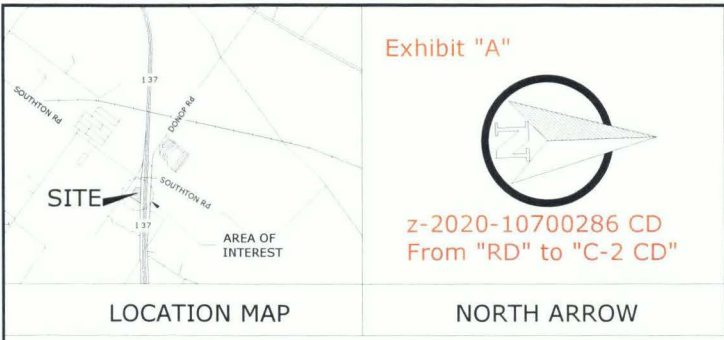 I 37
SOUTHTON Rd
DONOP Rd
SITE
SOUTHTON Rd
I 37
AREA OF
INTEREST
LOCATION MAP
Exhibit "A"
N
z-2020-10700286 CD
From "RD" to "C-2 CD"
NORTH ARROW